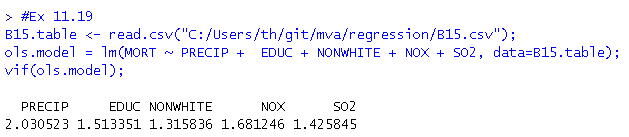 > #Ex 11.19
B15.table <- read.csv("C:/Users/th/git/mva/regression/B15.csv");
ols.model = lm(MORT ~ PRECIP +  EDUC + NONWHITE + NOX + SO2, data=B15.table);
vif(ols.model);
  PRECIP     EDUC NONWHITE      NOX      SO2
2.030523 1.513351 1.315836 1.681246 1.425845